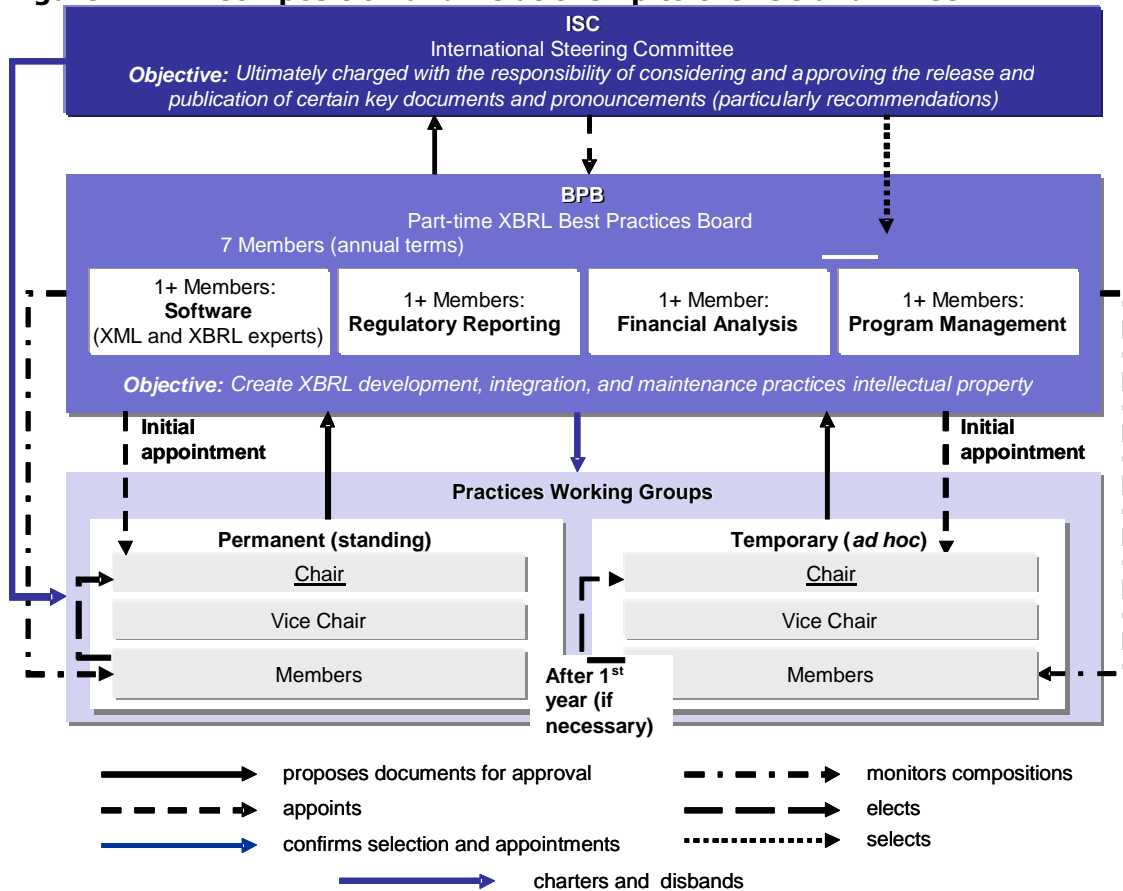 ISC
International Steering Committee
Objective: Ultimately charged with the responsibility of considering and approving the release and
publication of certain key documents and pronouncements (particularly recommendations)
BPB
Part-time XBRL Best Practices Board
7 Members (annual terms)
1+ Members:
Software
(XML and XBRL experts)
1+ Members:
Regulatory Reporting
1+ Member:
Financial Analysis
1+ Members:
Program Management
Objective: Create XBRL development, integration, and maintenance practices intellectual property
Initial
appointment
Initial
appointment
Practices Working Groups
Permanent (standing)
Chair
Vice Chair
Members
Temporary (ad hoc)
Chair
Vice Chair
Members
After 1st
year (if
necessary)
proposes documents for approval
appoints
confirms selection and appointments
monitors compositions
elects
selects
charters and disbands